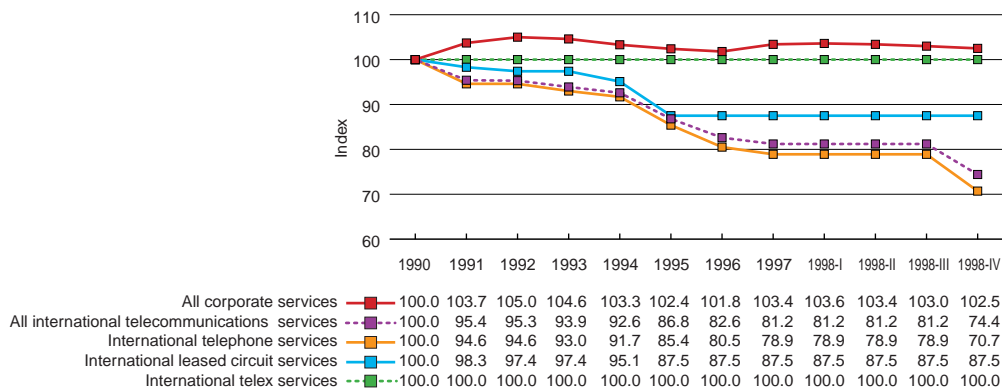 110
100
90
80
70
60
Index
1990 1991 1992 1993 1994 1995 1996 1997 1998-I 1998-II 1998-III 1998-IV
All corporate services 100.0 103.7 105.0 104.6 103.3 102.4 101.8 103.4 103.6 103.4 103.0 102.5
All international telecommunications services 100.0 95.4 95.3 93.9 92.6 86.8 82.6 81.2 81.2 81.2 81.2 74.4
International telephone services 100.0 94.6 94.6 93.0 91.7 85.4 80.5 78.9 78.9 78.9 78.9 70.7
International leased circuit services 100.0 98.3 97.4 97.4 95.1 87.5 87.5 87.5 87.5 87.5 87.5 87.5
International telex services 100.0 100.0 100.0 100.0 100.0 100.0 100.0 100.0 100.0 100.0 100.0 100.0